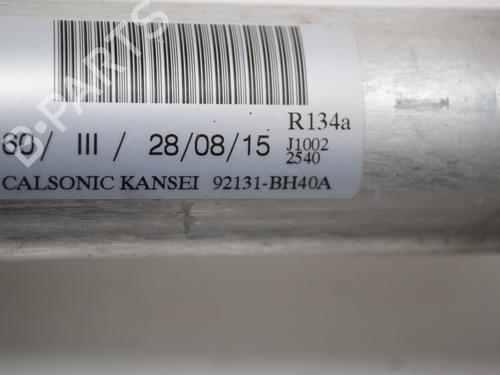 B-PARTS
R134a
60/ III / 28/08/15 J1002
2540
CALSONIC KANSEI 92131-BH40A